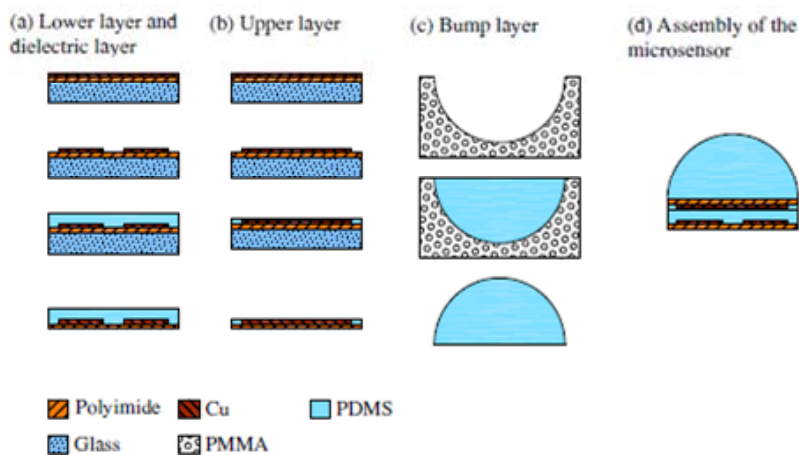 (a) Lower layer and
dielectric layer
(b) Upper layer
(c) Bump layer
(d) Assembly of the
microsensor
Polyimide
Cu
PDMS
Glass
PMMA